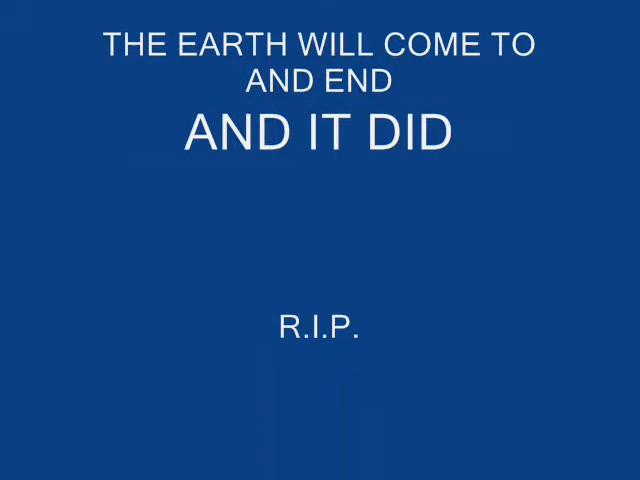 THE EARTH WILL COME TO
AND END
AND IT DID
R.I.P.